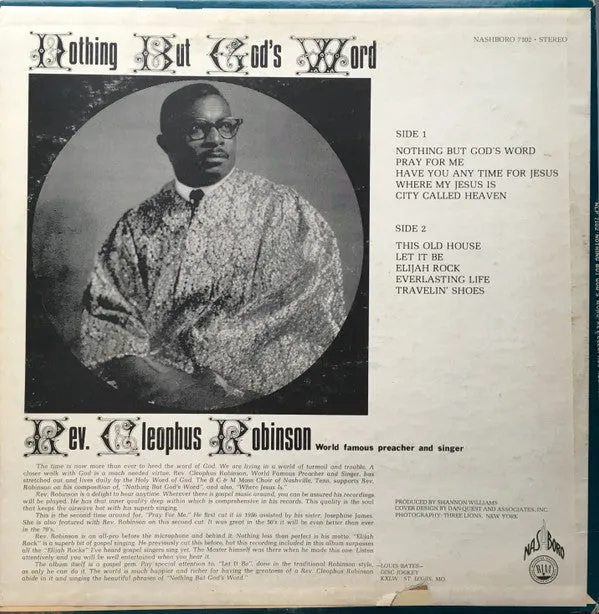 Nothing But God's Word
NASHBORO 7102 • STEREO
SIDE 1
NOTHING BUT GOD'S WORD
PRAY FOR ME
HAVE YOU ANY TIME FOR JESUS
WHERE MY JESUS IS
CITY CALLED HEAVEN
SIDE 2
THIS OLD HOUSE
LET IT BE
ELIJAH ROCK
EVERLASTING LIFE
TRAVELIN' SHOES
Rev. Cleophus Robinson World famous preacher and singer
The time is now more than ever to heed the word of God. We are living in a world of turmoil and trouble. A
closer walk with God is a much needed virtue. Rev. Cleophus Robinson, World Famous Preacher and Singer, has
stretched out and lives daily by the Holy Word of God. The B C & M Mass Choir of Nashville, Tenn. supports Rev.
Robinson on his composition of, "Nothing But God's Word"; and also, "Where Jesus Is."
Rev. Robinson is a delight to hear anytime. Wherever there is gospel music around, you can be assured his recordings
will be played. He has that inner quality deep within which is comprehensive in his records. This quality is the soul
that keeps the airwaves hot with his superb singing.
This is the second time around for, "Pray For Me." He first cut it in 1956 assisted by his sister, Josephine James.
She is also featured with Rev. Robinson on this second cut. It was great in the 50's it will be even better than ever
in the 70's.
Rev. Robinson is an all-pro before the microphone and behind it. Nothing less than perfect is his motto. "Elijah
Rock" is a superb bit of gospel singing. He previously cut this before, but this recording included in this album surpasses
all the "Elijah Rocks" I've heard gospel singers sing yet. The Master himself was there when he made this one. Listen
attentively and you will be well entertained when you hear it.
The album itself is a gospel gem. Pay special attention to, "Let It Be", done in the traditional Robinson style,
as only he can do it. The world is much happier and richer for having the greatness of a Rev. Cleophus Robinson
abide in it and singing the beautiful phrases of "Nothing But God's Word."
—LOUIS BATES—
DISC JOCKEY
KXLW ST. LOUIS, MO.
PRODUCED BY SHANNON WILLIAMS
COVER DESIGN BY DAN QUEST AND ASSOCIATES, INC.
PHOTOGRAPHY: THREE LIONS, NEW YORK
NASHBORO